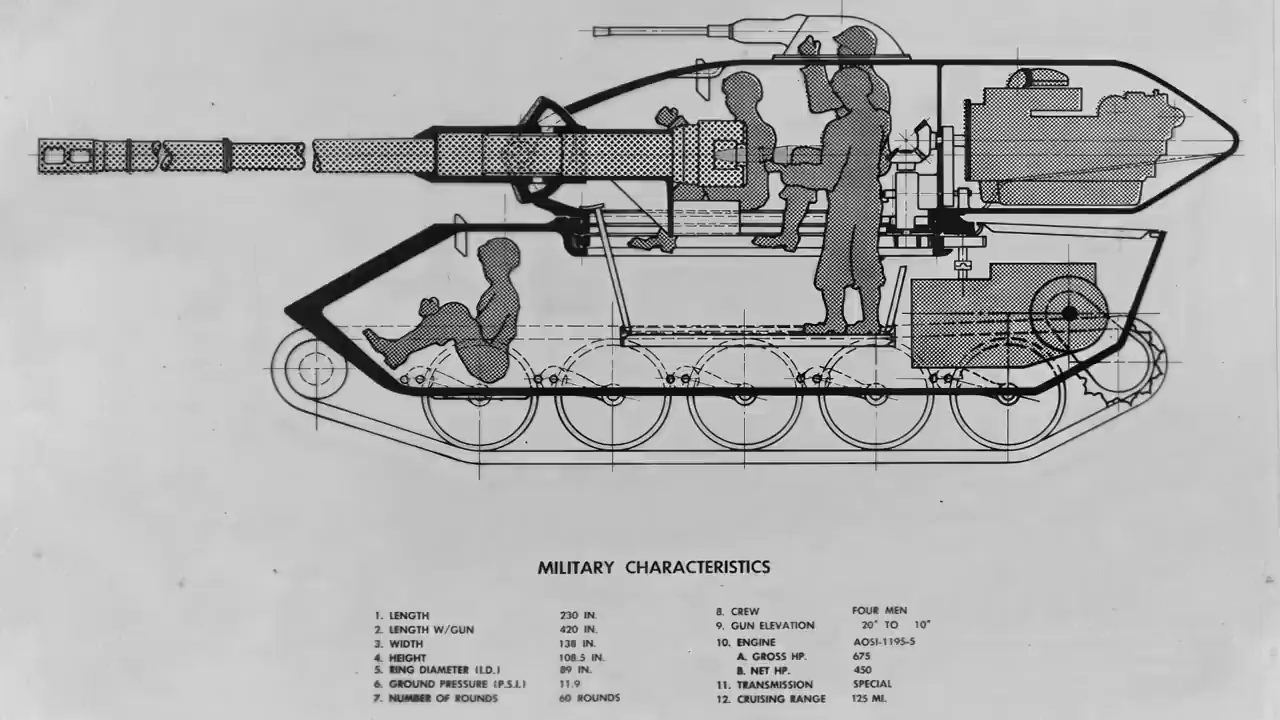 MILITARY CHARACTERISTICS
1. LENGTH 230 IN.
2. LENGTH W/GUN 420 IN.
3. WIDTH 138 IN.
4. HEIGHT 108.5 IN.
5. RING DIAMETER (I.D.) 89 IN.
6. GROUND PRESSURE (P.S.I.) 11.9
7. NUMBER OF ROUNDS 60 ROUNDS
8. CREW FOUR MEN
9. GUN ELEVATION 20° TO 10°
10. ENGINE AOSI-1195-5
A. GROSS HP. 675
B. NET HP. 450
11. TRANSMISSION SPECIAL
12. CRUISING RANGE 125 MI.